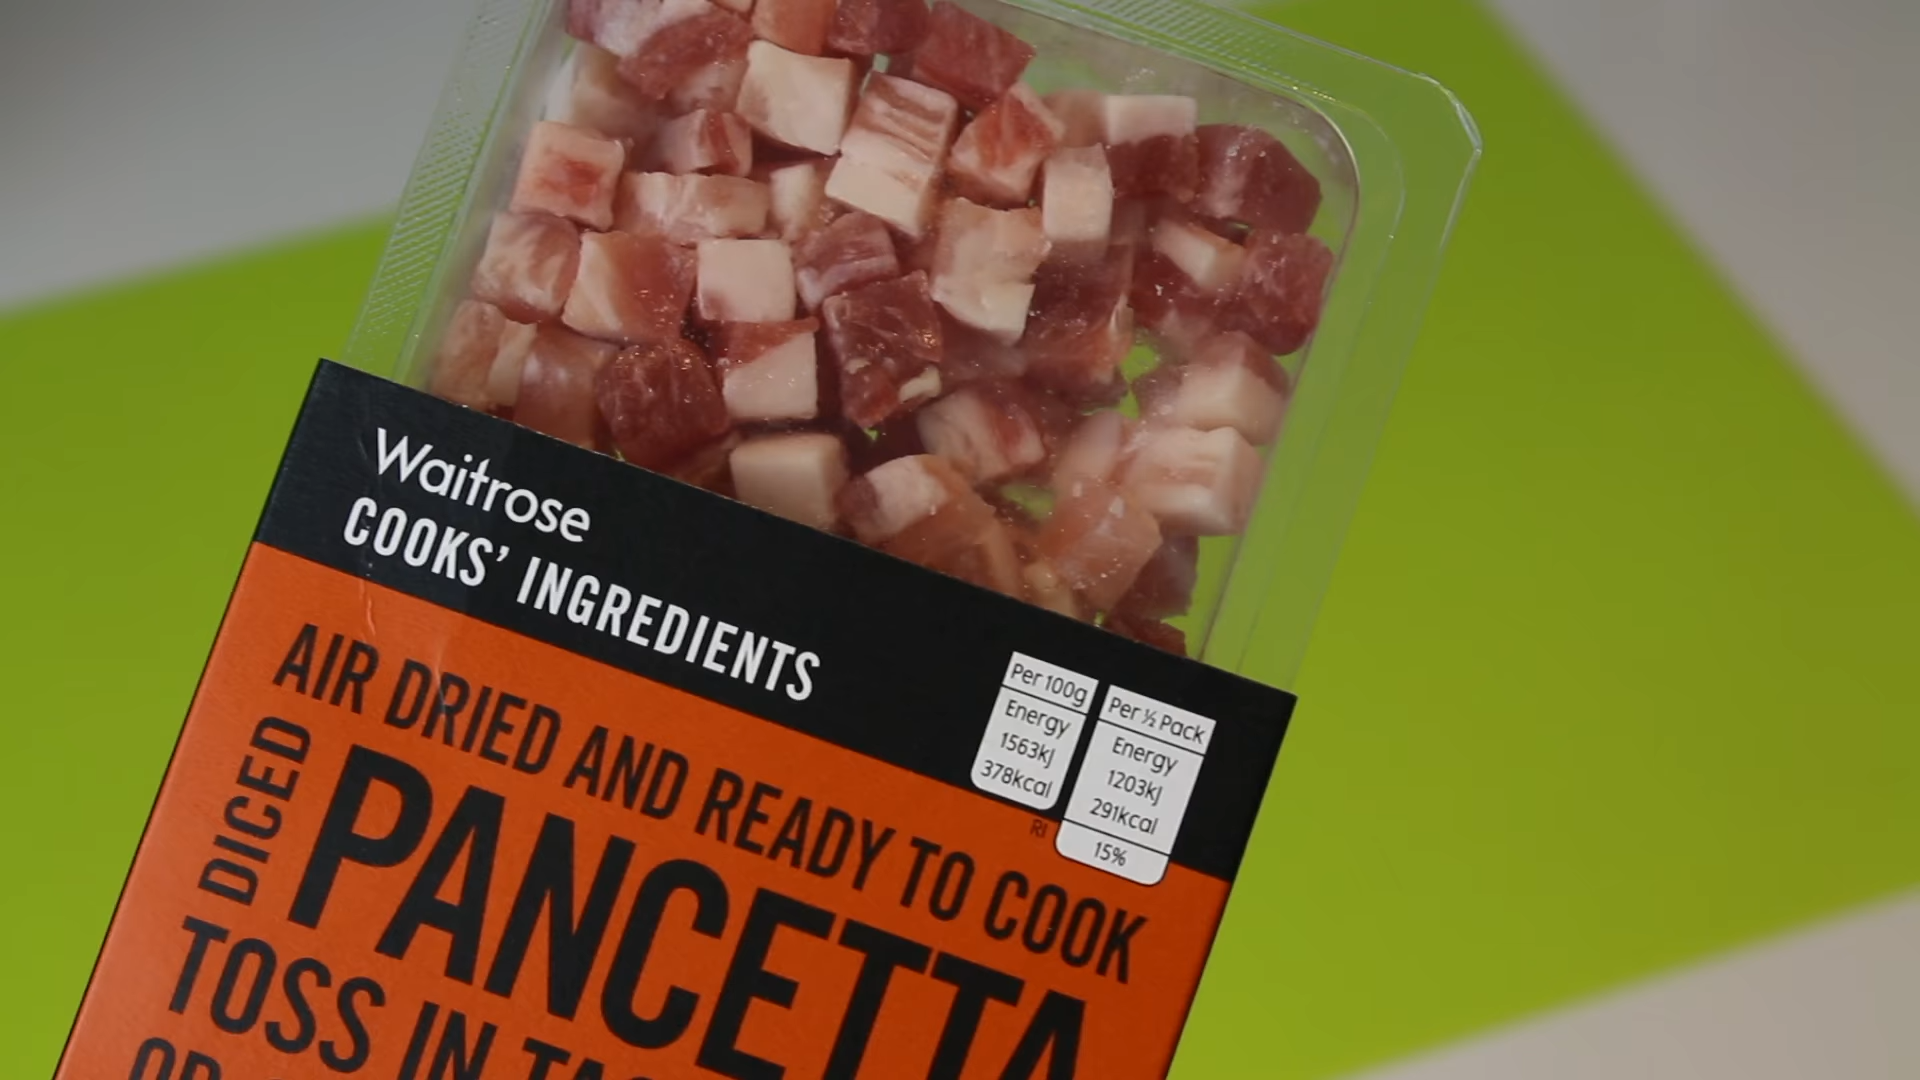 Waitrose
COOKS' INGREDIENTS
Per 100g
Energy
1563kJ
378kcal
Per ½ Pack
Energy
1203kJ
291kcal
RI
15%
AIR DRIED AND READY TO COOK
DICED
PANCETTA
TOSS IN